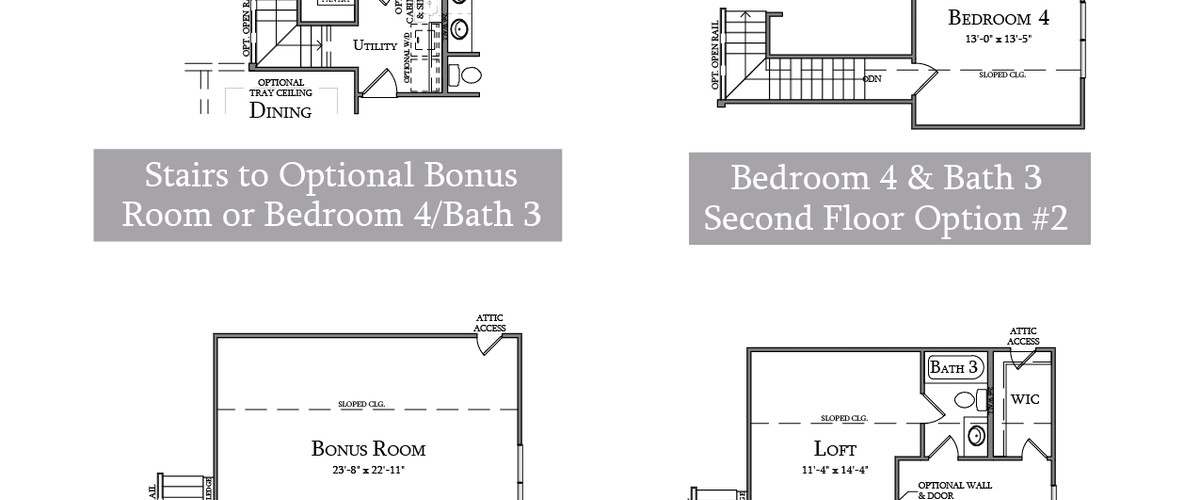 PANTRY
OPT. OPEN RAIL
UTILITY
OPTIONAL W/D
OPTIONAL
TRAY CEILING
DINING
Stairs to Optional Bonus
Room or Bedroom 4/Bath 3
OPT. OPEN RAIL
BEDROOM 4
13'-0" x 13'-5"
SLOPED CLG.
DN
Bedroom 4 & Bath 3
Second Floor Option #2
ATTIC
ACCESS
SLOPED CLG.
BONUS ROOM
23'-8" x 22'-11"
ATTIC
ACCESS
BATH 3
WIC
SLOPED CLG.
LOFT
11'-4" x 14'-4"
OPTIONAL WALL
& DOOR